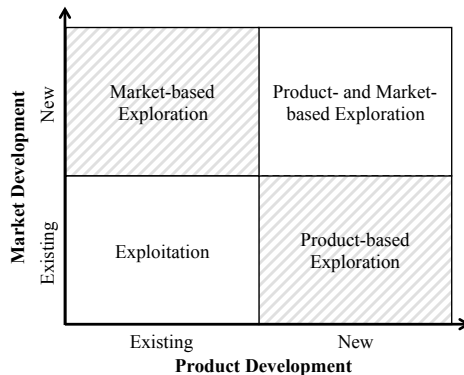 Market Development
New
Existing
Market-based
Exploration
Product- and Market-
based Exploration
Exploitation
Product-based
Exploration
Existing
New
Product Development